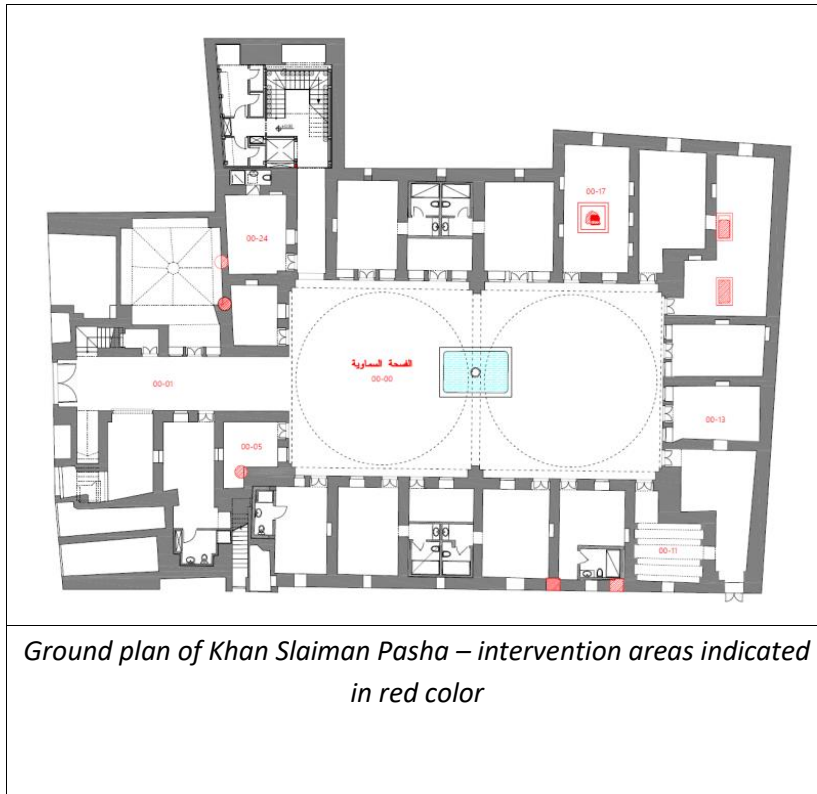 00-17
00-24
الفسحة السماوية
00-00
00-01
00-13
00-05
00-11
Ground plan of Khan Slaiman Pasha – intervention areas indicated
in red color